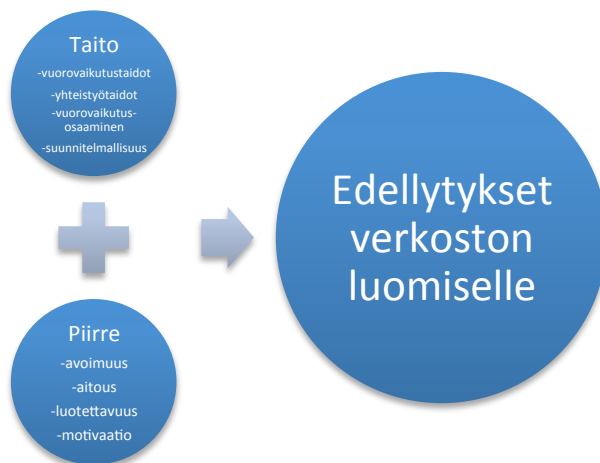 Taito
-vuorovaikutustaidot
-yhteistyötaidot
-vuorovaikutus-
osaaminen
-suunnitelmallisuus
Piirre
-avoimuus
-aitous
-luotettavuus
-motivaatio
Edellytykset
verkoston
luomiselle